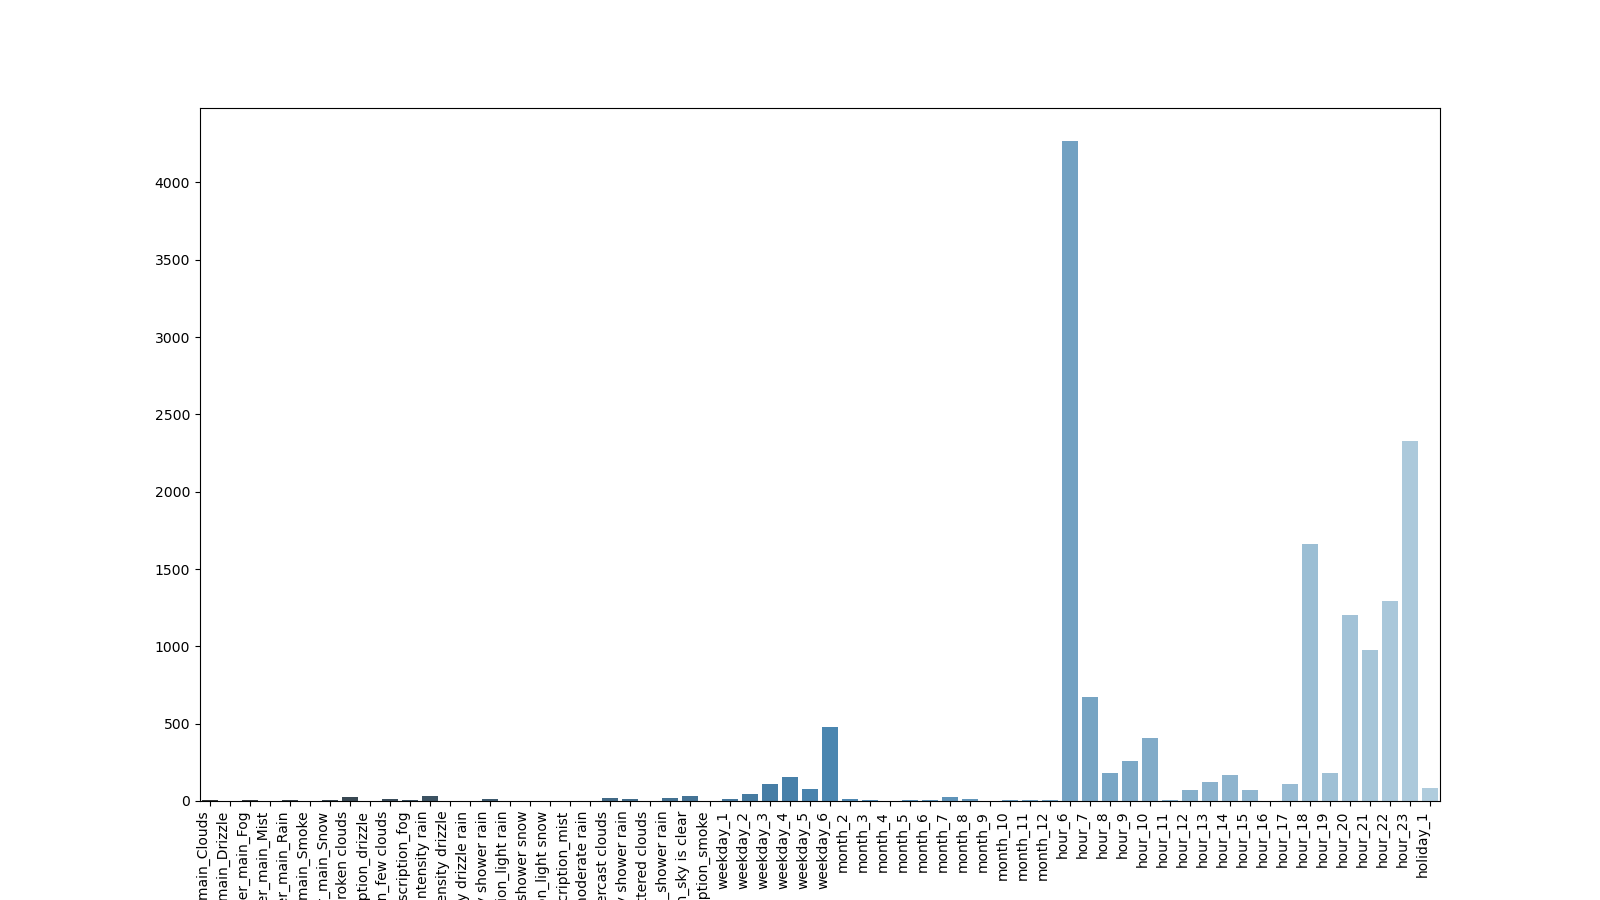 4000
3500
3000
2500
2000
1500
1000
500
0
main_Clouds
main_Drizzle
er_main_Fog
er_main_Mist
er_main_Rain
main_Smoke
r_main_Snow
roken clouds
ption_drizzle
n_few clouds
scription_fog
ntensity rain
ensity drizzle
y drizzle rain
y shower rain
ion_light rain
shower snow
on_light snow
cription_mist
noderate rain
ercast clouds
y shower rain
ttered clouds
_shower rain
n_sky is clear
ption_smoke
weekday_1
weekday_2
weekday_3
weekday_4
weekday_5
weekday_6
month_2
month_3
month_4
month_5
month_6
month_7
month_8
month_9
month_10
month_11
month_12
hour_6
hour_7
hour_8
hour_9
hour_10
hour_11
hour_12
hour_13
hour_14
hour_15
hour_16
hour_17
hour_18
hour_19
hour_20
hour_21
hour_22
hour_23
holiday_1